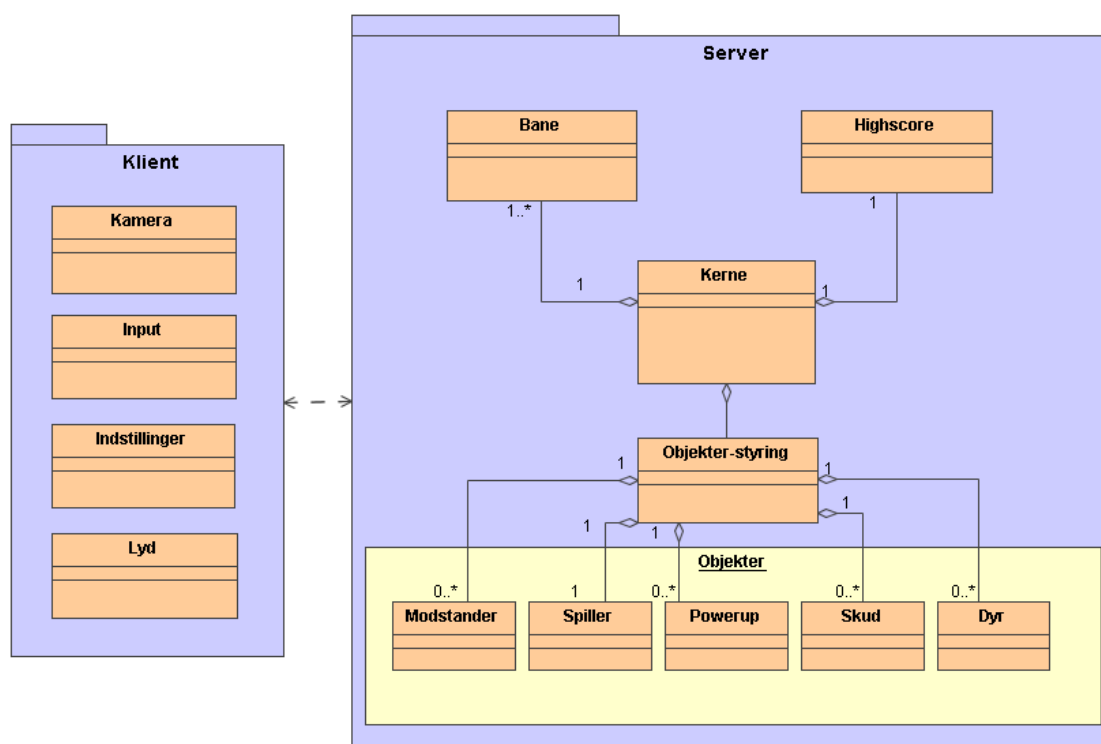 Server
Bane
Highscore
Klient
Kamera
1..*
1
Kerne
1
1
Input
Indstillinger
Objekter-styring
1
1
1
1
1
Lyd
Objekter
0..*
1
0..*
0..*
0..*
Modstander
Spiller
Powerup
Skud
Dyr